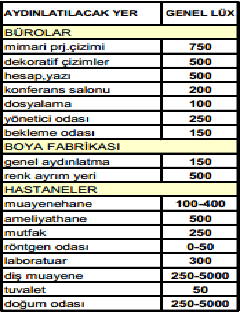 AYDINLATILACAK YER GENEL LÜX
BÜROLAR
mimari prj.çizimi 750
dekoratif çizimler 500
hesap,yazı 500
konferans salonu 200
dosyalama 100
yönetici odası 250
bekleme odası 150
BOYA FABRİKASI
genel aydınlatma 150
renk ayrım yeri 500
HASTANELER
muayenehane 100-400
ameliyathane 500
mutfak 250
röntgen odası 0-50
laboratuar 300
diş muayene 250-5000
tuvalet 50
doğum odası 250-5000